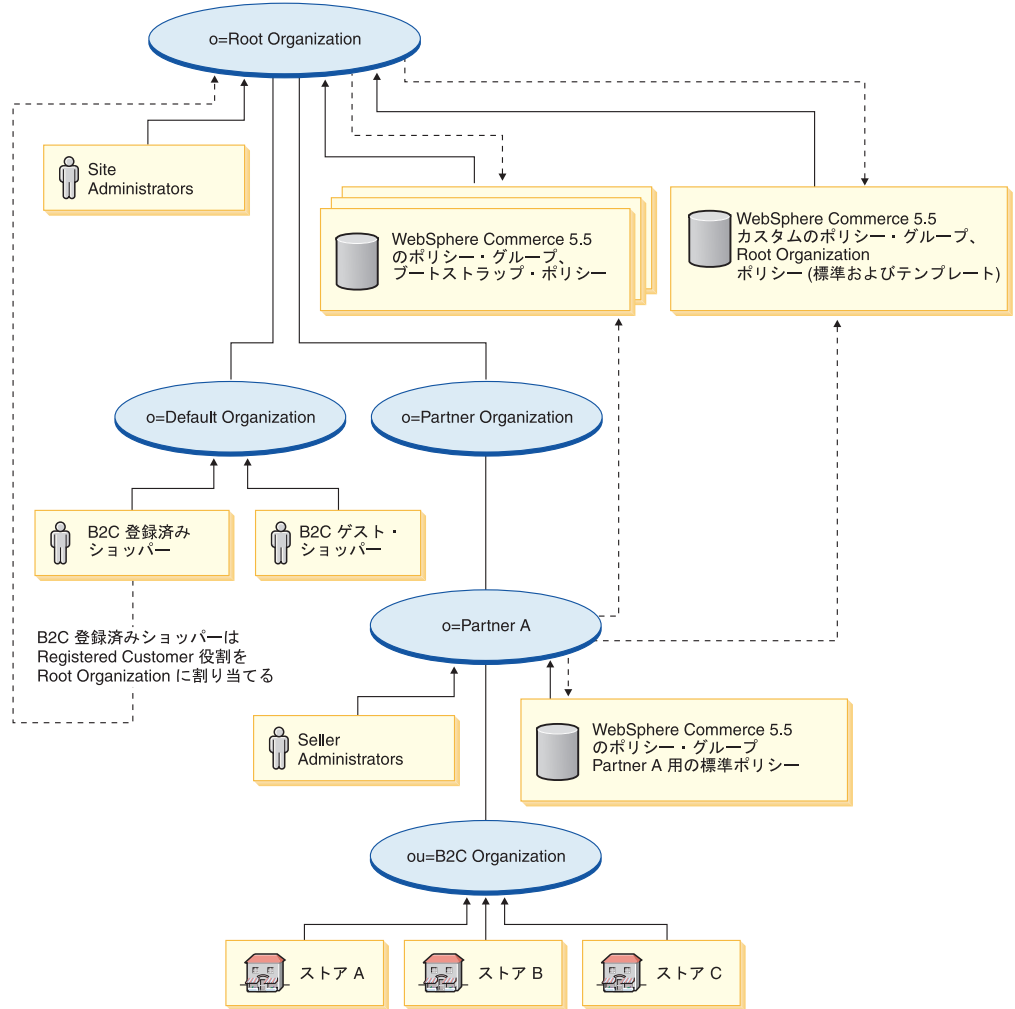 o=Root Organization
Site
Administrators
WebSphere Commerce 5.5
のポリシー・グループ、
ブートストラップ・ポリシー
WebSphere Commerce 5.5
カスタムのポリシー・グループ、
Root Organization
ポリシー (標準およびテンプレート)
o=Default Organization
o=Partner Organization
B2C 登録済み
ショッパー
B2C ゲスト・
ショッパー
B2C 登録済みショッパーは
Registered Customer 役割を
Root Organization に割り当てる
o=Partner A
Seller
Administrators
WebSphere Commerce 5.5
のポリシー・グループ
Partner A 用の標準ポリシー
ou=B2C Organization
ストア A
ストア B
ストア C